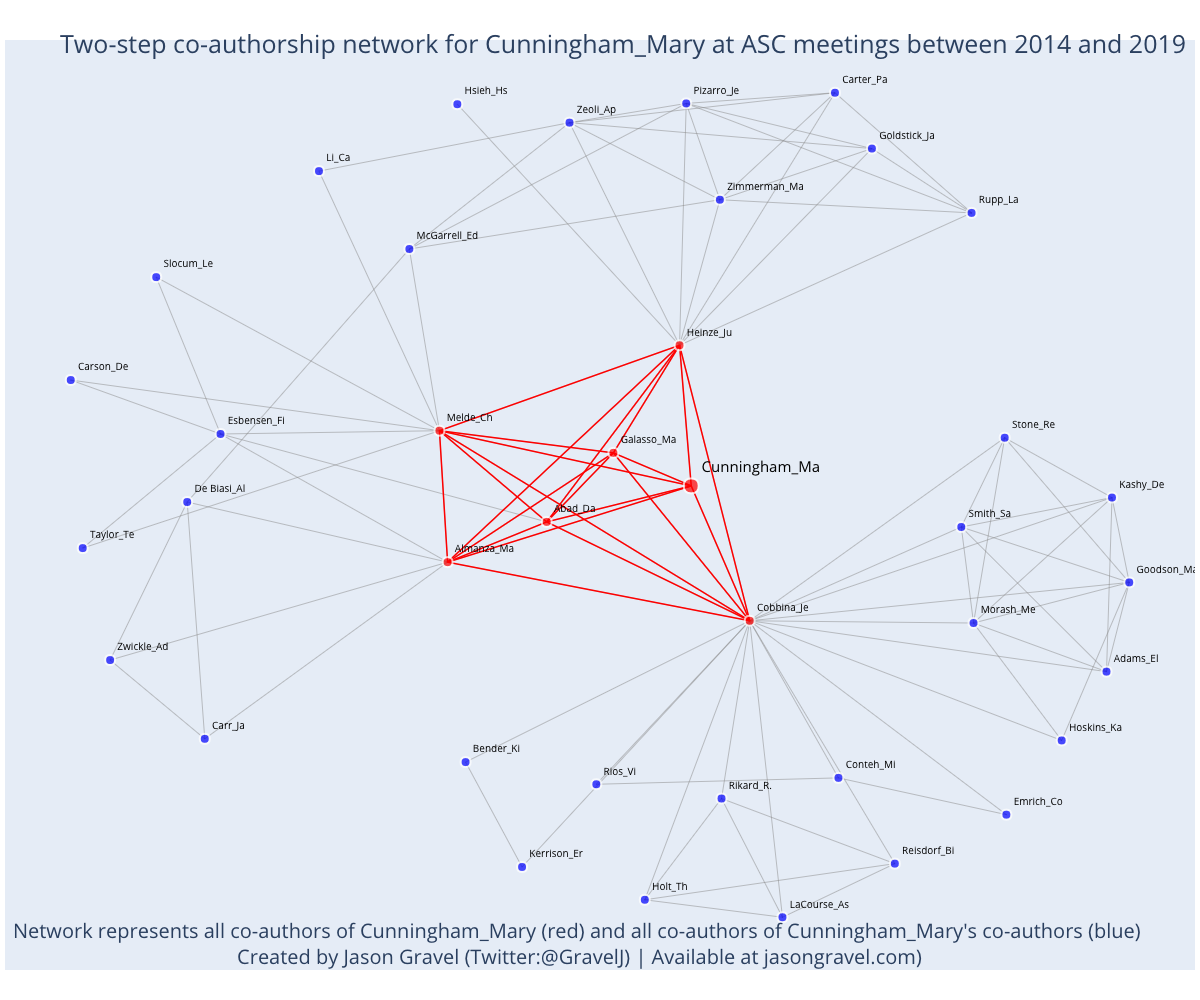 Two-step co-authorship network for Cunningham_Mary at ASC meetings between 2014 and 2019
Carter_Pa
Hsieh_Hs
Pizarro_Je
Zeoli_Ap
Goldstick_Ja
Li_Ca
Zimmerman_Ma
Rupp_La
McGarrell_Ed
Slocum_Le
Heinze_Ju
Carson_De
Melde_Ch
Esbensen_Fi
Stone_Re
Galasso_Ma
Cunningham_Ma
Kashy_De
De Biasi_Al
Abad_Da
Smith_Sa
Taylor_Te
Almanza_Ma
Goodson_Ma
Cobbina_Je
Morash_Me
Zwickle_Ad
Adams_El
Carr_Ja
Hoskins_Ka
Bender_Ki
Rios_Vi
Conteh_Mi
Rikard_R.
Emrich_Co
Kerrison_Er
Reisdorf_Bi
Holt_Th
LaCourse_As
Network represents all co-authors of Cunningham_Mary (red) and all co-authors of Cunningham_Mary's co-authors (blue)
Created by Jason Gravel (Twitter:@GravelJ) | Available at jasongravel.com)